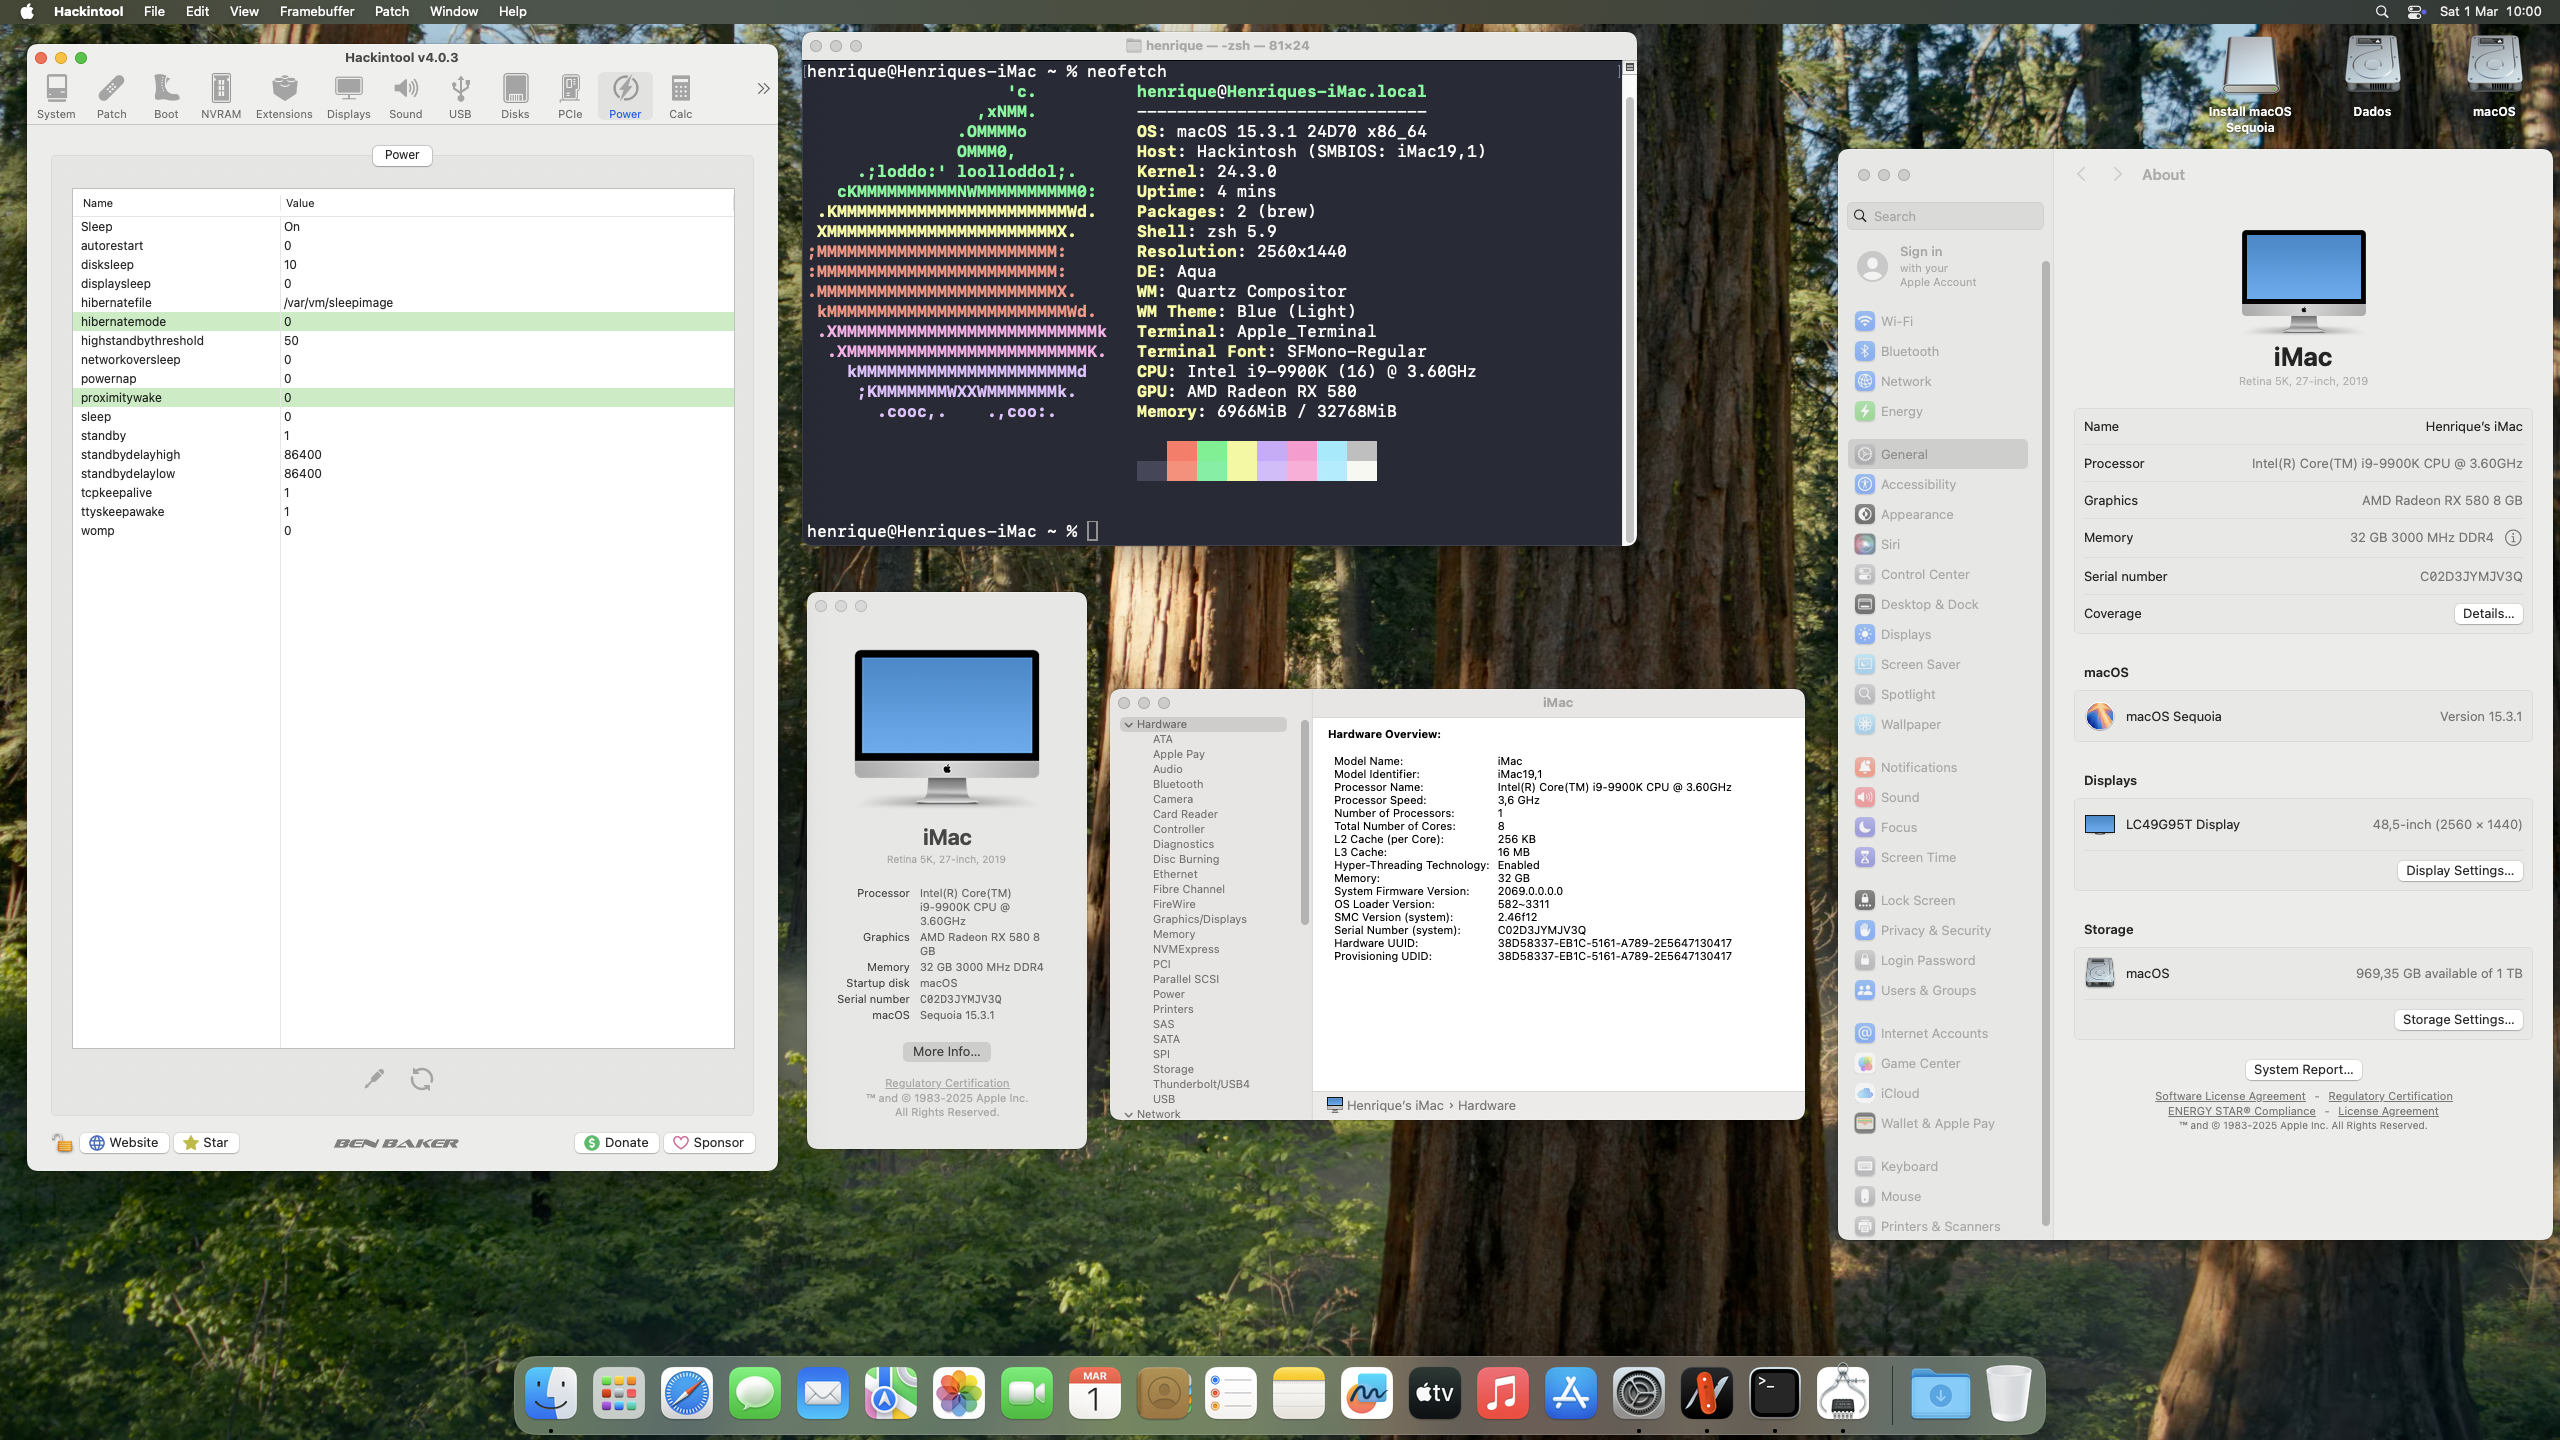 Hackintool File Edit View Framebuffer Patch Window Help
Sat 1 Mar 10:00
Hackintool v4.0.3
System Patch Boot NVRAM Extensions Displays Sound USB Disks PCIe Power Calc
Power
Name Value
Sleep On
autorestart 0
disksleep 10
displaysleep 0
hibernatefile /var/vm/sleepimage
hibernatemode 0
highstandbythreshold 50
networkoversleep 0
powernap 0
proximitywake 0
sleep 0
standby 1
standbydelayhigh 86400
standbydelaylow 86400
tcpkeepalive 1
ttyskeepawake 1
womp 0
Website Star BEN BAKER Donate Sponsor
henrique — -zsh — 81×24
henrique@Henriques-iMac ~ % neofetch
'c. henrique@Henriques-iMac.local
,xNMM. -----------------------------
.OMMMMo OS: macOS 15.3.1 24D70 x86_64
OMMM0, Host: Hackintosh (SMBIOS: iMac19,1)
.;loddo:' loolloddol;. Kernel: 24.3.0
cKMMMMMMMMMMNWMMMMMMMMMM0: Uptime: 4 mins
.KMMMMMMMMMMMMMMMMMMMMMMMWd. Packages: 2 (brew)
XMMMMMMMMMMMMMMMMMMMMMMMX. Shell: zsh 5.9
;MMMMMMMMMMMMMMMMMMMMMMMM: Resolution: 2560x1440
:MMMMMMMMMMMMMMMMMMMMMMMM: DE: Aqua
.MMMMMMMMMMMMMMMMMMMMMMMMX. WM: Quartz Compositor
kMMMMMMMMMMMMMMMMMMMMMMMMWd. WM Theme: Blue (Light)
.XMMMMMMMMMMMMMMMMMMMMMMMMMMk Terminal: Apple_Terminal
.XMMMMMMMMMMMMMMMMMMMMMMMMK. Terminal Font: SFMono-Regular
kMMMMMMMMMMMMMMMMMMMMMMd CPU: Intel i9-9900K (16) @ 3.60GHz
;KMMMMMMMWXXWMMMMMMMk. GPU: AMD Radeon RX 580
.cooc,. .,coo:. Memory: 6966MiB / 32768MiB
henrique@Henriques-iMac ~ %
iMac
Retina 5K, 27-inch, 2019
Processor Intel(R) Core(TM)
i9-9900K CPU @
3.60GHz
Graphics AMD Radeon RX 580 8
GB
Memory 32 GB 3000 MHz DDR4
Startup disk macOS
Serial number C02D3JYMJV3Q
macOS Sequoia 15.3.1
More Info...
Regulatory Certification
™ and © 1983-2025 Apple Inc.
All Rights Reserved.
iMac
Hardware
ATA
Apple Pay
Audio
Bluetooth
Camera
Card Reader
Controller
Diagnostics
Disc Burning
Ethernet
Fibre Channel
FireWire
Graphics/Displays
Memory
NVMExpress
PCI
Parallel SCSI
Power
Printers
SAS
SATA
SPI
Storage
Thunderbolt/USB4
USB
Network
Hardware Overview:
Model Name: iMac
Model Identifier: iMac19,1
Processor Name: Intel(R) Core(TM) i9-9900K CPU @ 3.60GHz
Processor Speed: 3,6 GHz
Number of Processors: 1
Total Number of Cores: 8
L2 Cache (per Core): 256 KB
L3 Cache: 16 MB
Hyper-Threading Technology: Enabled
Memory: 32 GB
System Firmware Version: 2069.0.0.0.0
OS Loader Version: 582~3311
SMC Version (system): 2.46f12
Serial Number (system): C02D3JYMJV3Q
Hardware UUID: 38D58337-EB1C-5161-A789-2E5647130417
Provisioning UDID: 38D58337-EB1C-5161-A789-2E5647130417
Henrique's iMac › Hardware
Install macOS
Sequoia
Dados
macOS
Search
Sign in
with your
Apple Account
Wi-Fi
Bluetooth
Network
Energy
General
Accessibility
Appearance
Siri
Control Center
Desktop & Dock
Displays
Screen Saver
Spotlight
Wallpaper
Notifications
Sound
Focus
Screen Time
Lock Screen
Privacy & Security
Login Password
Users & Groups
Internet Accounts
Game Center
iCloud
Wallet & Apple Pay
Keyboard
Mouse
Printers & Scanners
About
iMac
Retina 5K, 27-inch, 2019
Name Henrique's iMac
Processor Intel(R) Core(TM) i9-9900K CPU @ 3.60GHz
Graphics AMD Radeon RX 580 8 GB
Memory 32 GB 3000 MHz DDR4
Serial number C02D3JYMJV3Q
Coverage Details...
macOS
macOS Sequoia Version 15.3.1
Displays
LC49G95T Display 48,5-inch (2560 × 1440)
Display Settings...
Storage
macOS 969,35 GB available of 1 TB
Storage Settings...
System Report...
Software License Agreement - Regulatory Certification
ENERGY STAR® Compliance - License Agreement
™ and © 1983-2025 Apple Inc. All Rights Reserved.
MAR
1
tv
>_